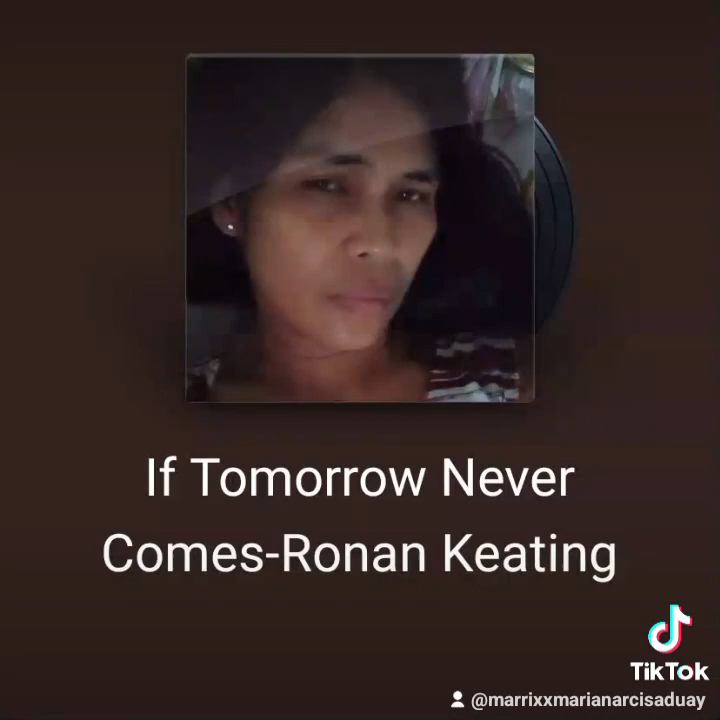 If Tomorrow Never
Comes-Ronan Keating
TikTok
@marrixxmarianarcisaduay